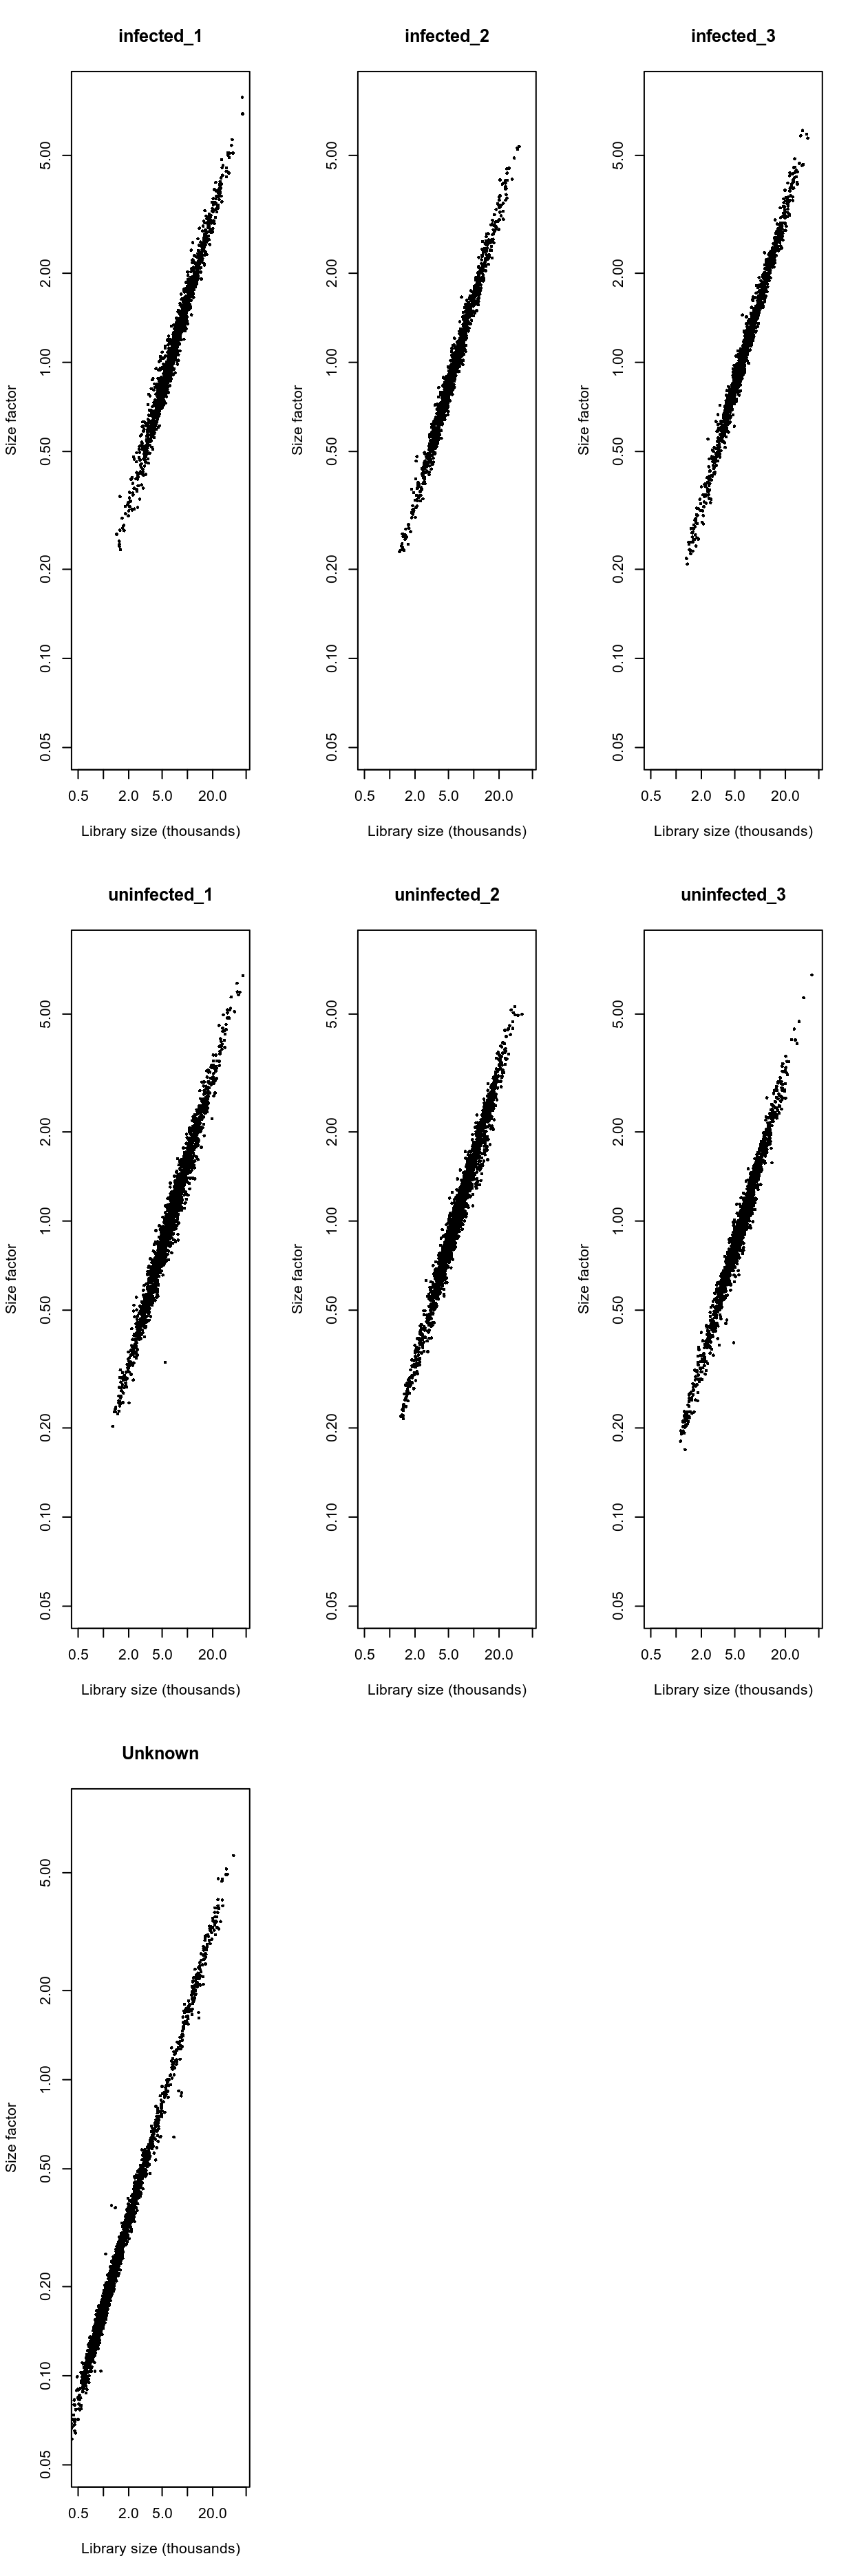 infected_1 infected_2 infected_3
5.00 5.00 5.00
2.00 2.00 2.00
1.00 1.00 1.00
Size factor Size factor Size factor
0.50 0.50 0.50
0.20 0.20 0.20
0.10 0.10 0.10
0.05 0.05 0.05
0.5 2.0 5.0 20.0 0.5 2.0 5.0 20.0 0.5 2.0 5.0 20.0
Library size (thousands) Library size (thousands) Library size (thousands)
uninfected_1 uninfected_2 uninfected_3
5.00 5.00 5.00
2.00 2.00 2.00
1.00 1.00 1.00
Size factor Size factor Size factor
0.50 0.50 0.50
0.20 0.20 0.20
0.10 0.10 0.10
0.05 0.05 0.05
0.5 2.0 5.0 20.0 0.5 2.0 5.0 20.0 0.5 2.0 5.0 20.0
Library size (thousands) Library size (thousands) Library size (thousands)
Unknown
5.00
2.00
1.00
Size factor
0.50
0.20
0.10
0.05
0.5 2.0 5.0 20.0
Library size (thousands)